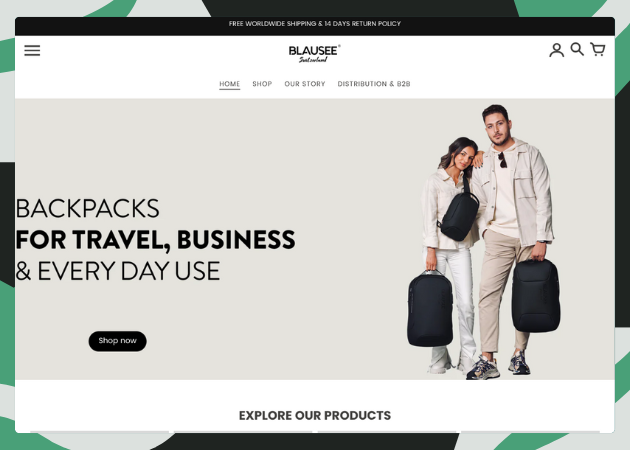 FREE WORLDWIDE SHIPPING & 14 DAYS RETURN POLICY
BLAUSEE
Switzerland
HOME SHOP OUR STORY DISTRIBUTION & B2B
BACKPACKS
FOR TRAVEL, BUSINESS
& EVERY DAY USE
Shop now
EXPLORE OUR PRODUCTS